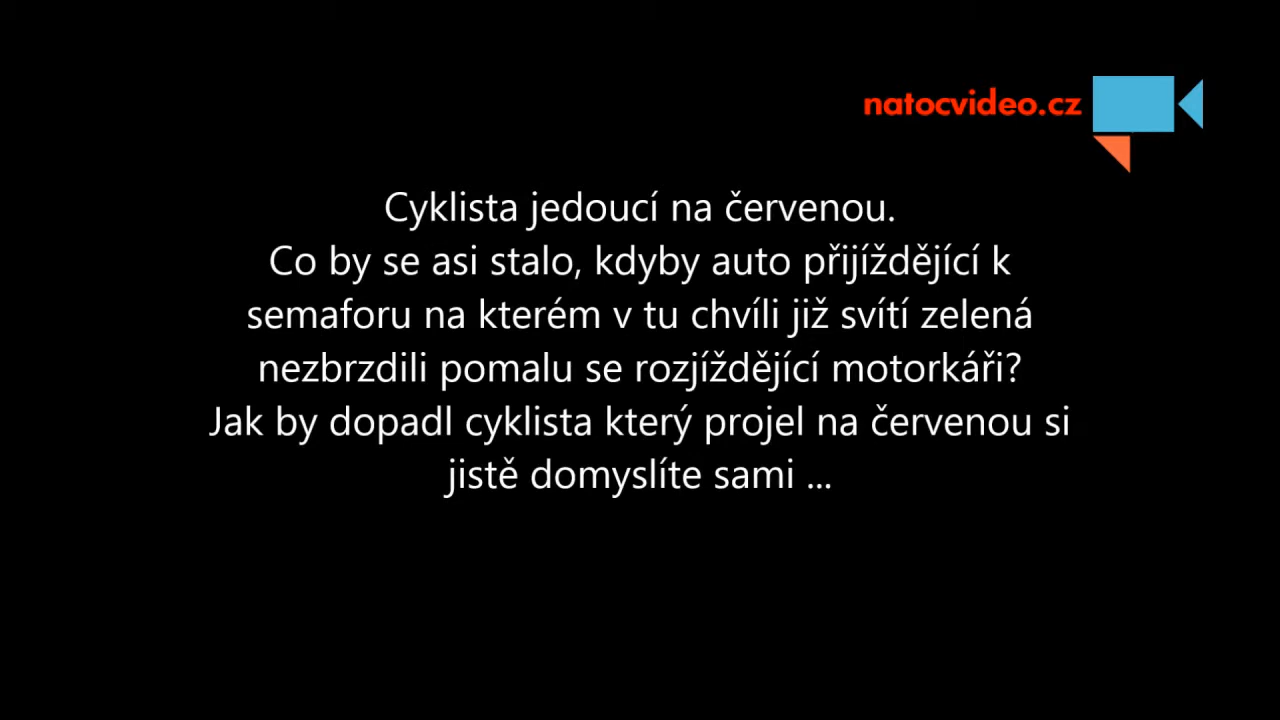 natocvideo.cz
Cyklista jedoucí na červenou.
Co by se asi stalo, kdyby auto přijíždějící k
semaforu na kterém v tu chvíli již svítí zelená
nezbrzdili pomalu se rozjíždějící motorkáři?
Jak by dopadl cyklista který projel na červenou si
jistě domyslíte sami ...